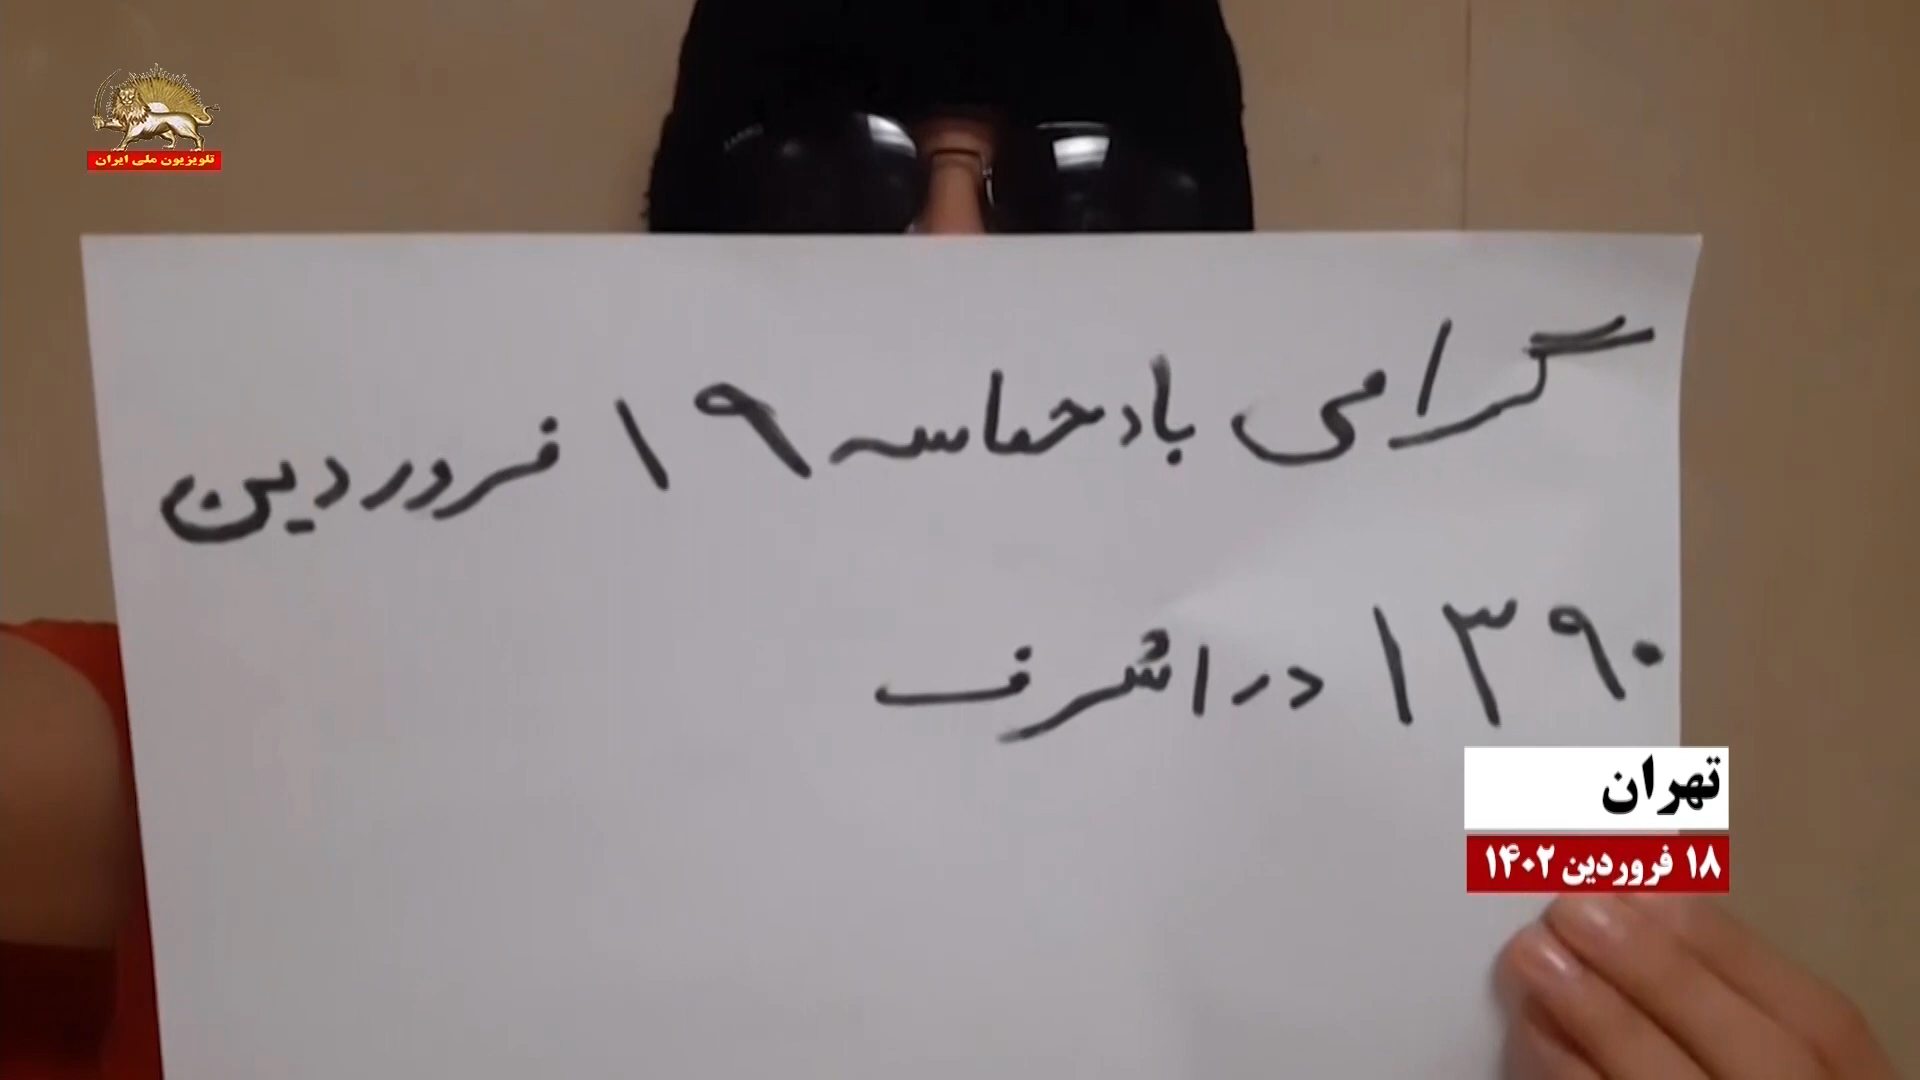 تلویزیون ملی ایران
گرامی باد حماسه ۱۹ فروردین
۱۳۹۰ در اشرف
تهران
۱۸ فروردین ۱۴۰۲